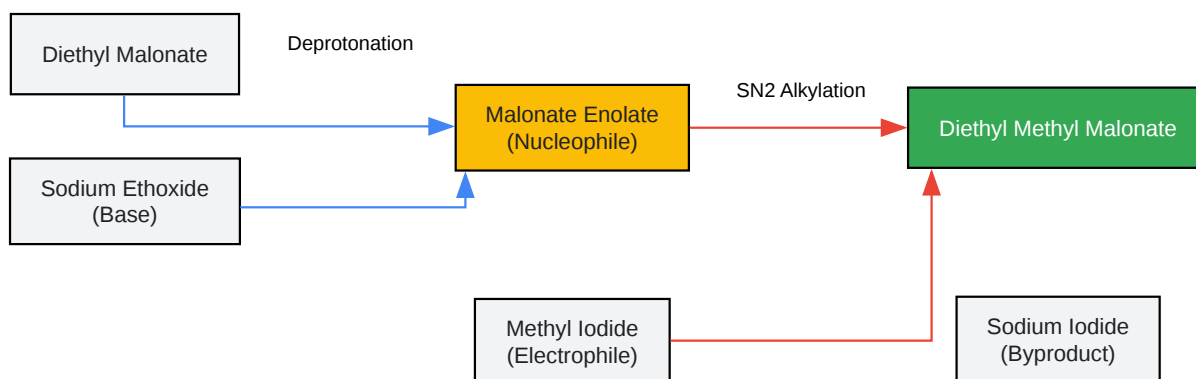 Diethyl Malonate
Deprotonation
Sodium Ethoxide
(Base)
Malonate Enolate
(Nucleophile)
SN2 Alkylation
Diethyl Methyl Malonate
Methyl Iodide
(Electrophile)
Sodium Iodide
(Byproduct)